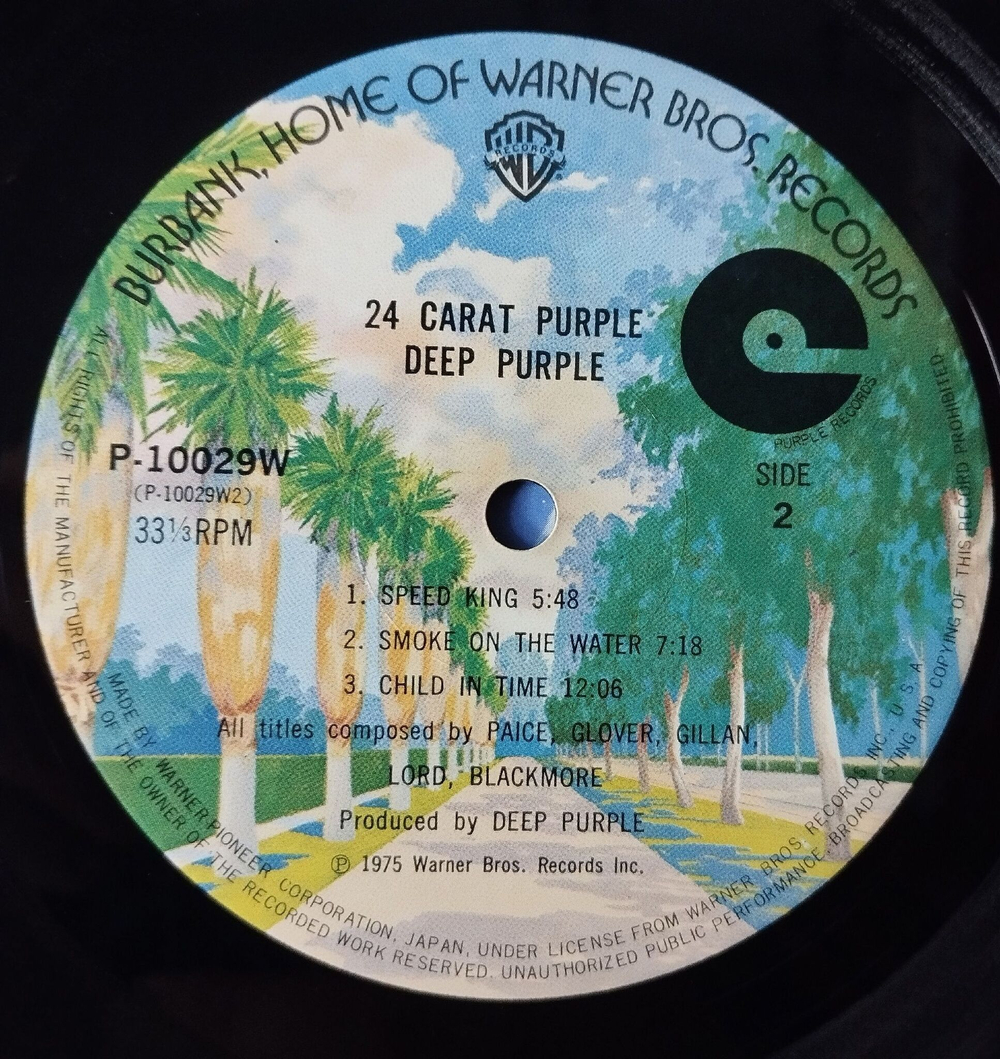 BURBANK, HOME OF WARNER BROS. RECORDS
W RECORDS
24 CARAT PURPLE
DEEP PURPLE
PURPLE RECORDS
P-10029W
(P-10029W2)
33⅓RPM
SIDE
2
1. SPEED KING 5:48
2. SMOKE ON THE WATER 7:18
3. CHILD IN TIME 12:06
All titles composed by PAICE, GLOVER, GILLAN,
LORD, BLACKMORE
Produced by DEEP PURPLE
Ⓟ 1975 Warner Bros. Records Inc.
MADE BY WARNER-PIONEER CORPORATION, JAPAN, UNDER LICENSE FROM WARNER BROS. RECORDS INC., U S A
ALL RIGHTS OF THE MANUFACTURER AND OF THE OWNER OF THE RECORDED WORK RESERVED. UNAUTHORIZED PUBLIC PERFORMANCE, BROADCASTING AND COPYING OF THIS RECORD PROHIBITED